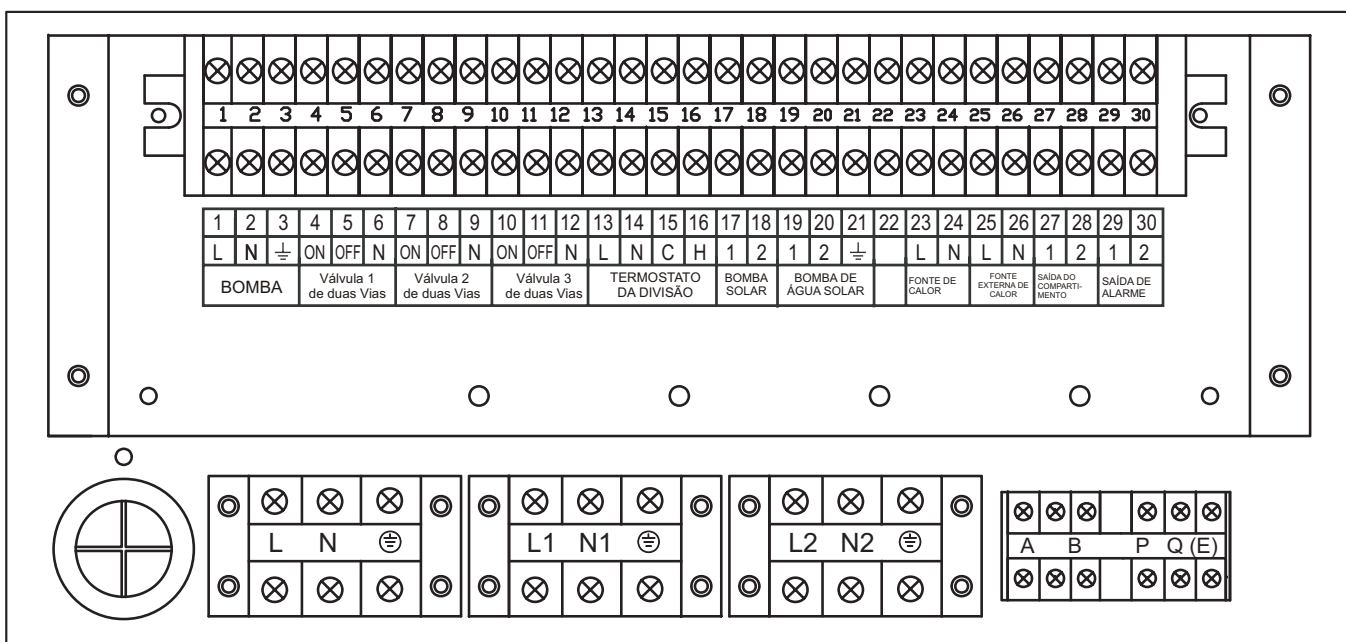 1 2 3 4 5 6 7 8 9 10 11 12 13 14 15 16 17 18 19 20 21 22 23 24 25 26 27 28 29 30
1 2 3 4 5 6 7 8 9 10 11 12 13 14 15 16 17 18 19 20 21 22 23 24 25 26 27 28 29 30
L N ⏚ ON OFF N ON OFF N ON OFF N L N C H 1 2 1 2 ⏚ L N L N 1 2 1 2
BOMBA
Válvula 1
de duas Vias
Válvula 2
de duas Vias
Válvula 3
de duas Vias
TERMOSTATO
DA DIVISÃO
BOMBA
SOLAR
BOMBA DE
ÁGUA SOLAR
FONTE DE
CALOR
FONTE
EXTERNA DE
CALOR
SAÍDA DO
COMPARTI-
MENTO
SAÍDA DE
ALARME
L N ⏚
L1 N1 ⏚
L2 N2 ⏚
A B P Q (E)